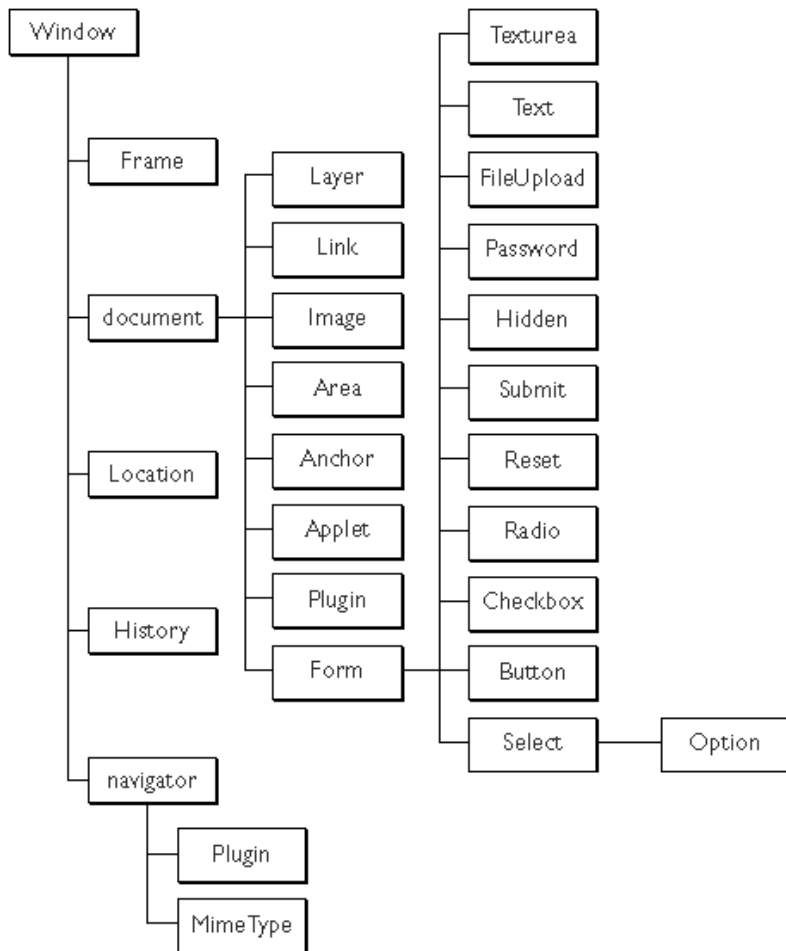 Window
Frame
document
Location
History
navigator
Plugin
MimeType
Layer
Link
Image
Area
Anchor
Applet
Plugin
Form
Texturea
Text
FileUpload
Password
Hidden
Submit
Reset
Radio
Checkbox
Button
Select
Option